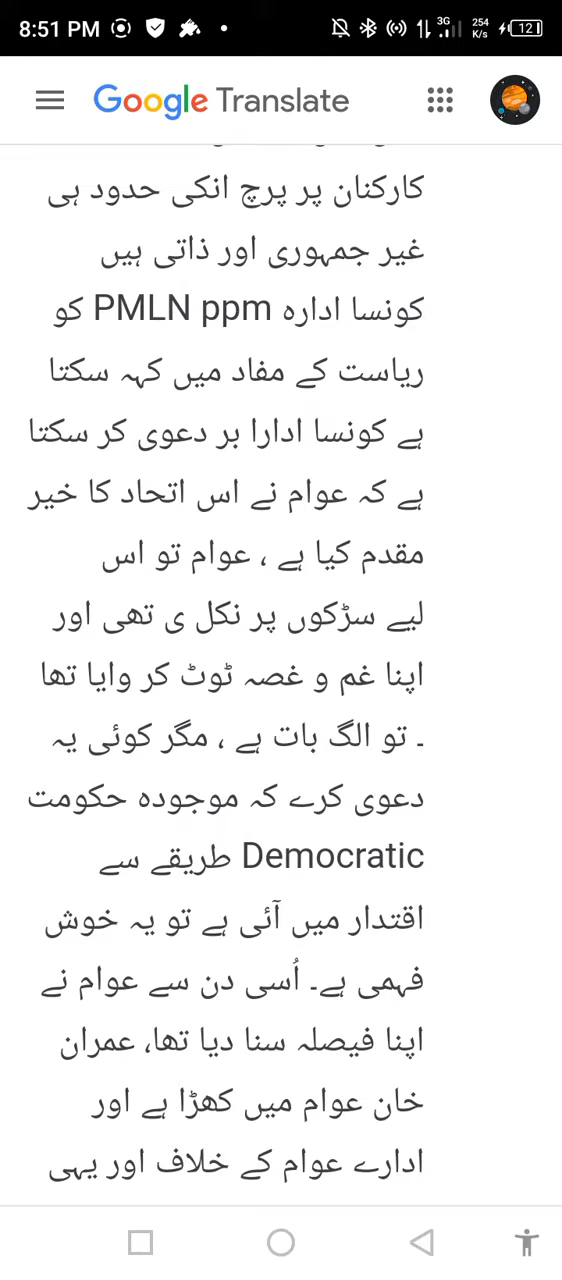 8:51 PM
3G
254
K/s
12
Google Translate
کارکنان پر پرچ انکی حدود ہی
غیر جمہوری اور ذاتی ہیں
کونسا ادارہ PMLN ppm کو
ریاست کے مفاد میں کہہ سکتا
ہے کونسا ادارا بر دعوی کر سکتا
ہے کہ عوام نے اس اتحاد کا خیر
مقدم کیا ہے ، عوام تو اس
لیے سڑکوں پر نکل ی تھی اور
اپنا غم و غصہ ٹوٹ کر وایا تھا
۔ تو الگ بات ہے ، مگر کوئی یہ
دعوی کرے کہ موجودہ حکومت
Democratic طریقے سے
اقتدار میں آئی ہے تو یہ خوش
فہمی ہے۔ اُسی دن سے عوام نے
اپنا فیصلہ سنا دیا تھا، عمران
خان عوام میں کھڑا ہے اور
ادارے عوام کے خلاف اور یہی